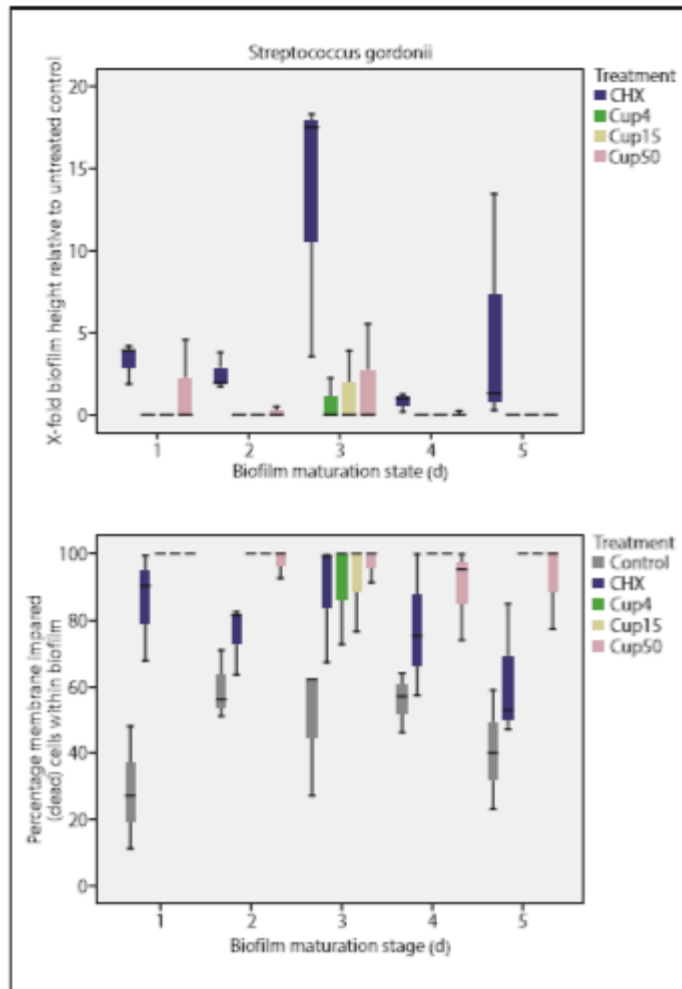 Streptococcus gordonii
X-fold biofilm height relative to untreated control
20
15
10
5
0
1 2 3 4 5
Biofilm maturation state (d)
Treatment
CHX
Cup4
Cup15
Cup50
Percentage membrane impared
(dead) cells within biofilm
100
80
60
40
20
0
1 2 3 4 5
Biofilm maturation stage (d)
Treatment
Control
CHX
Cup4
Cup15
Cup50